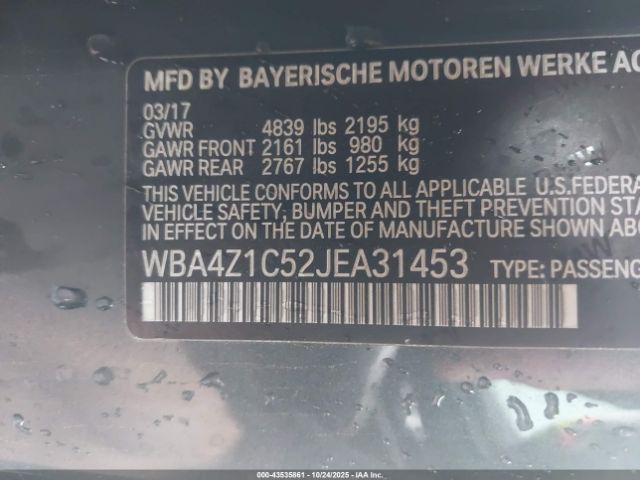 MFD BY BAYERISCHE MOTOREN WERKE AG
03/17
GVWR 4839 lbs 2195 kg
GAWR FRONT 2161 lbs 980 kg
GAWR REAR 2767 lbs 1255 kg
THIS VEHICLE CONFORMS TO ALL APPLICABLE U.S.FEDERA
VEHICLE SAFETY, BUMPER AND THEFT PREVENTION STA
IN EFFECT ON THE DATE OF MANUFACTURE SHOWN ABO
WBA4Z1C52JEA31453 TYPE: PASSENG
000-43535861 - 10/24/2025 - IAA Inc.